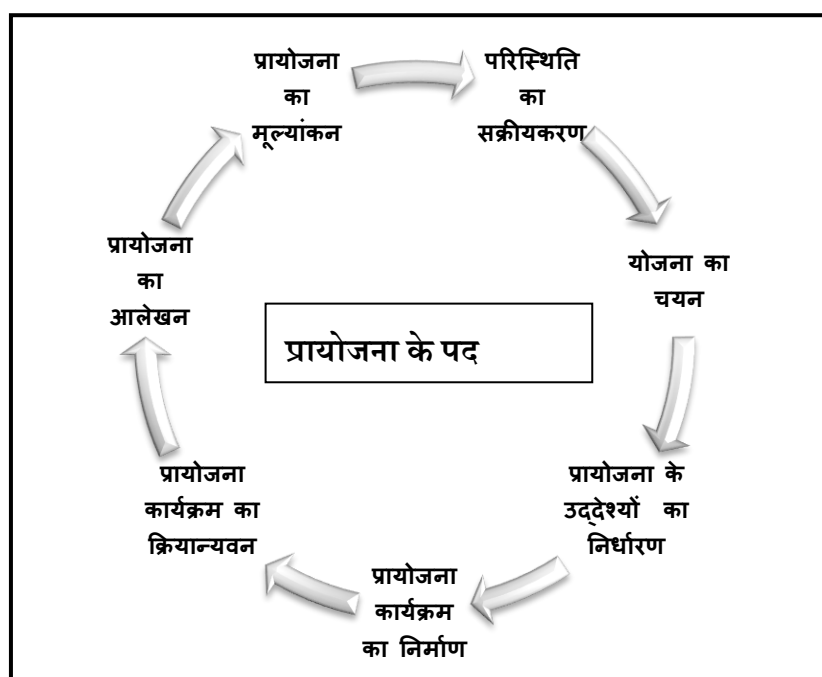 प्रायोजना
का
मूल्यांकन
परिस्थिति
का
सक्रीयकरण
योजना का
चयन
प्रायोजना के
उद्देश्यों का
निर्धारण
प्रायोजना
कार्यक्रम
का निर्माण
प्रायोजना
कार्यक्रम का
क्रियान्यवन
प्रायोजना
का
आलेखन
प्रायोजना के पद